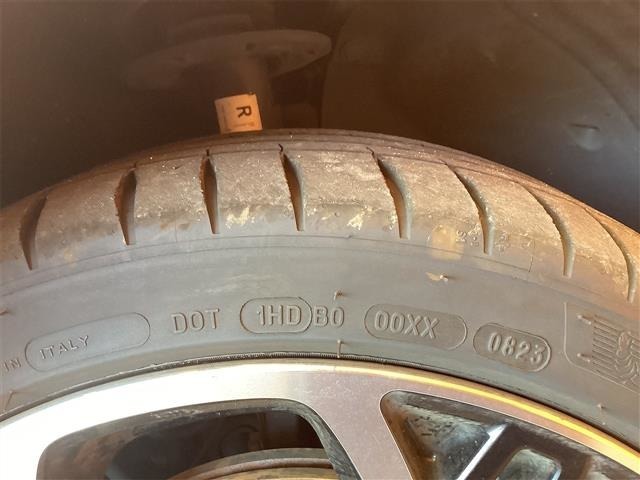 R
IN ITALY DOT 1HD B0 00XX 0823